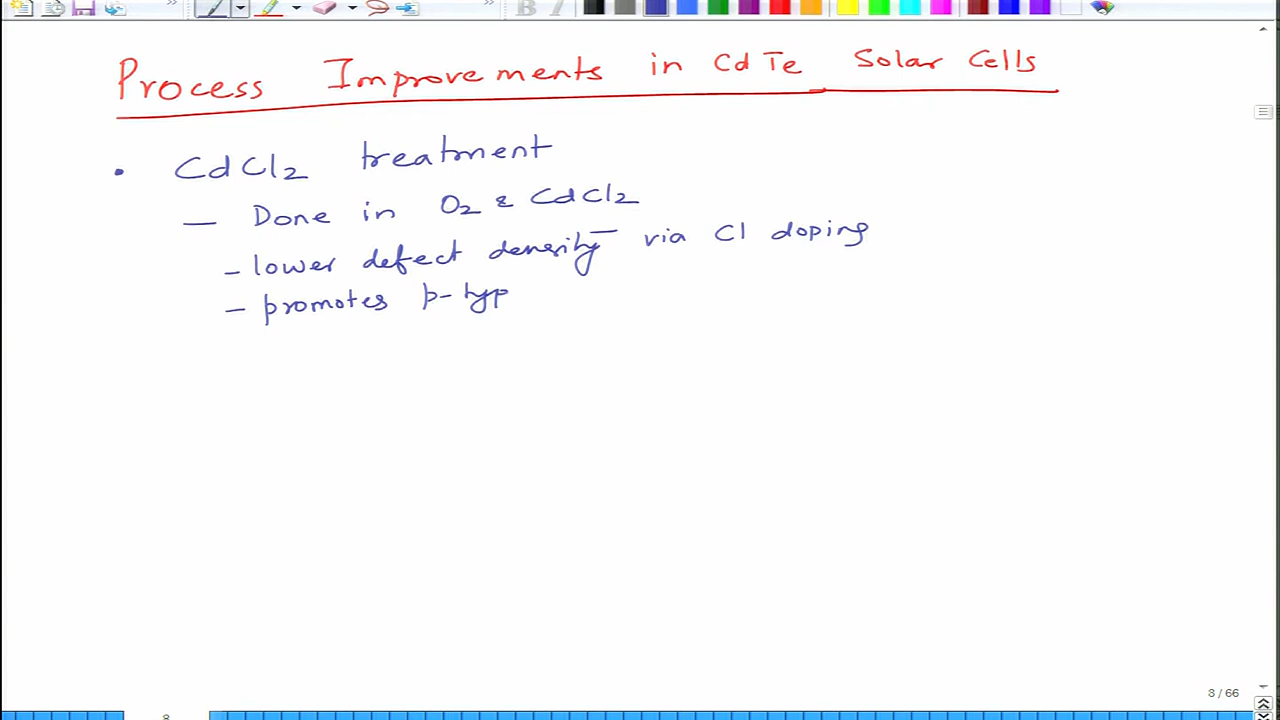 Process Improvements in CdTe Solar Cells
• CdCl2 treatment
— Done in O2 & CdCl2
- lower defect density via Cl doping
- promotes p-typ
8 / 66
8